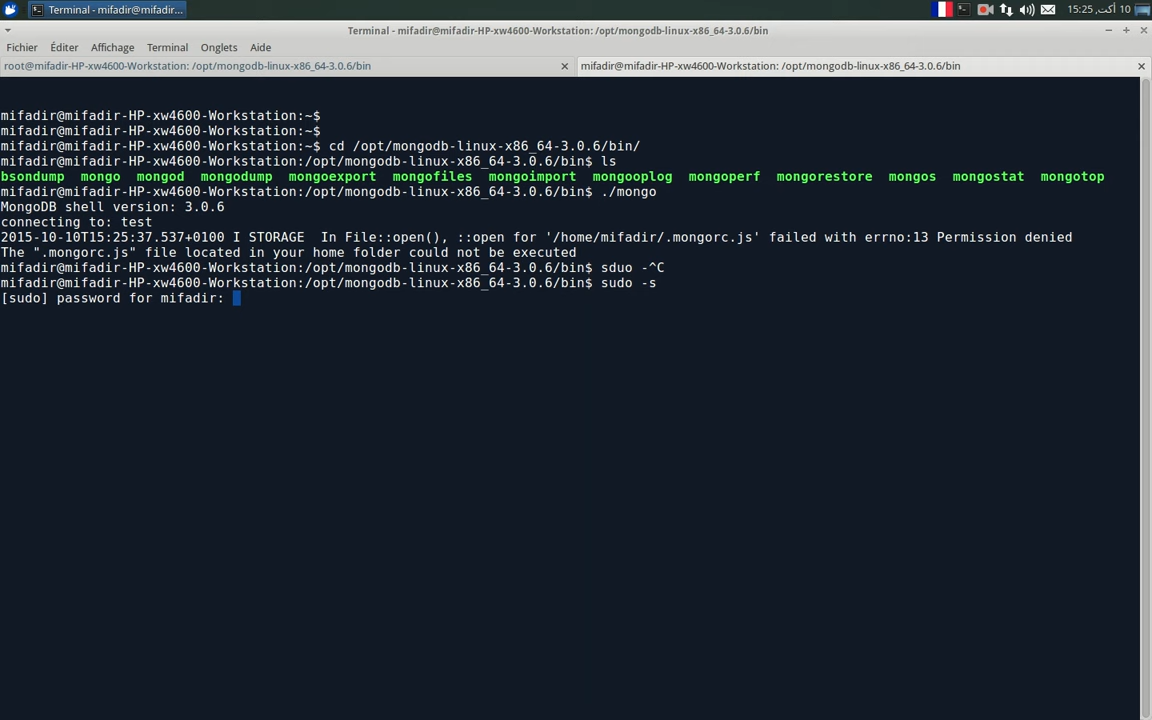 Terminal - mifadir@mifadir...
15:25 ,أكت 10
Terminal - mifadir@mifadir-HP-xw4600-Workstation: /opt/mongodb-linux-x86_64-3.0.6/bin
Fichier Éditer Affichage Terminal Onglets Aide
root@mifadir-HP-xw4600-Workstation: /opt/mongodb-linux-x86_64-3.0.6/bin
mifadir@mifadir-HP-xw4600-Workstation: /opt/mongodb-linux-x86_64-3.0.6/bin
mifadir@mifadir-HP-xw4600-Workstation:~$
mifadir@mifadir-HP-xw4600-Workstation:~$
mifadir@mifadir-HP-xw4600-Workstation:~$ cd /opt/mongodb-linux-x86_64-3.0.6/bin/
mifadir@mifadir-HP-xw4600-Workstation:/opt/mongodb-linux-x86_64-3.0.6/bin$ ls
bsondump mongo mongod mongodump mongoexport mongofiles mongoimport mongooplog mongoperf mongorestore mongos mongostat mongotop
mifadir@mifadir-HP-xw4600-Workstation:/opt/mongodb-linux-x86_64-3.0.6/bin$ ./mongo
MongoDB shell version: 3.0.6
connecting to: test
2015-10-10T15:25:37.537+0100 I STORAGE  In File::open(), ::open for '/home/mifadir/.mongorc.js' failed with errno:13 Permission denied
The ".mongorc.js" file located in your home folder could not be executed
mifadir@mifadir-HP-xw4600-Workstation:/opt/mongodb-linux-x86_64-3.0.6/bin$ sduo -^C
mifadir@mifadir-HP-xw4600-Workstation:/opt/mongodb-linux-x86_64-3.0.6/bin$ sudo -s
[sudo] password for mifadir: